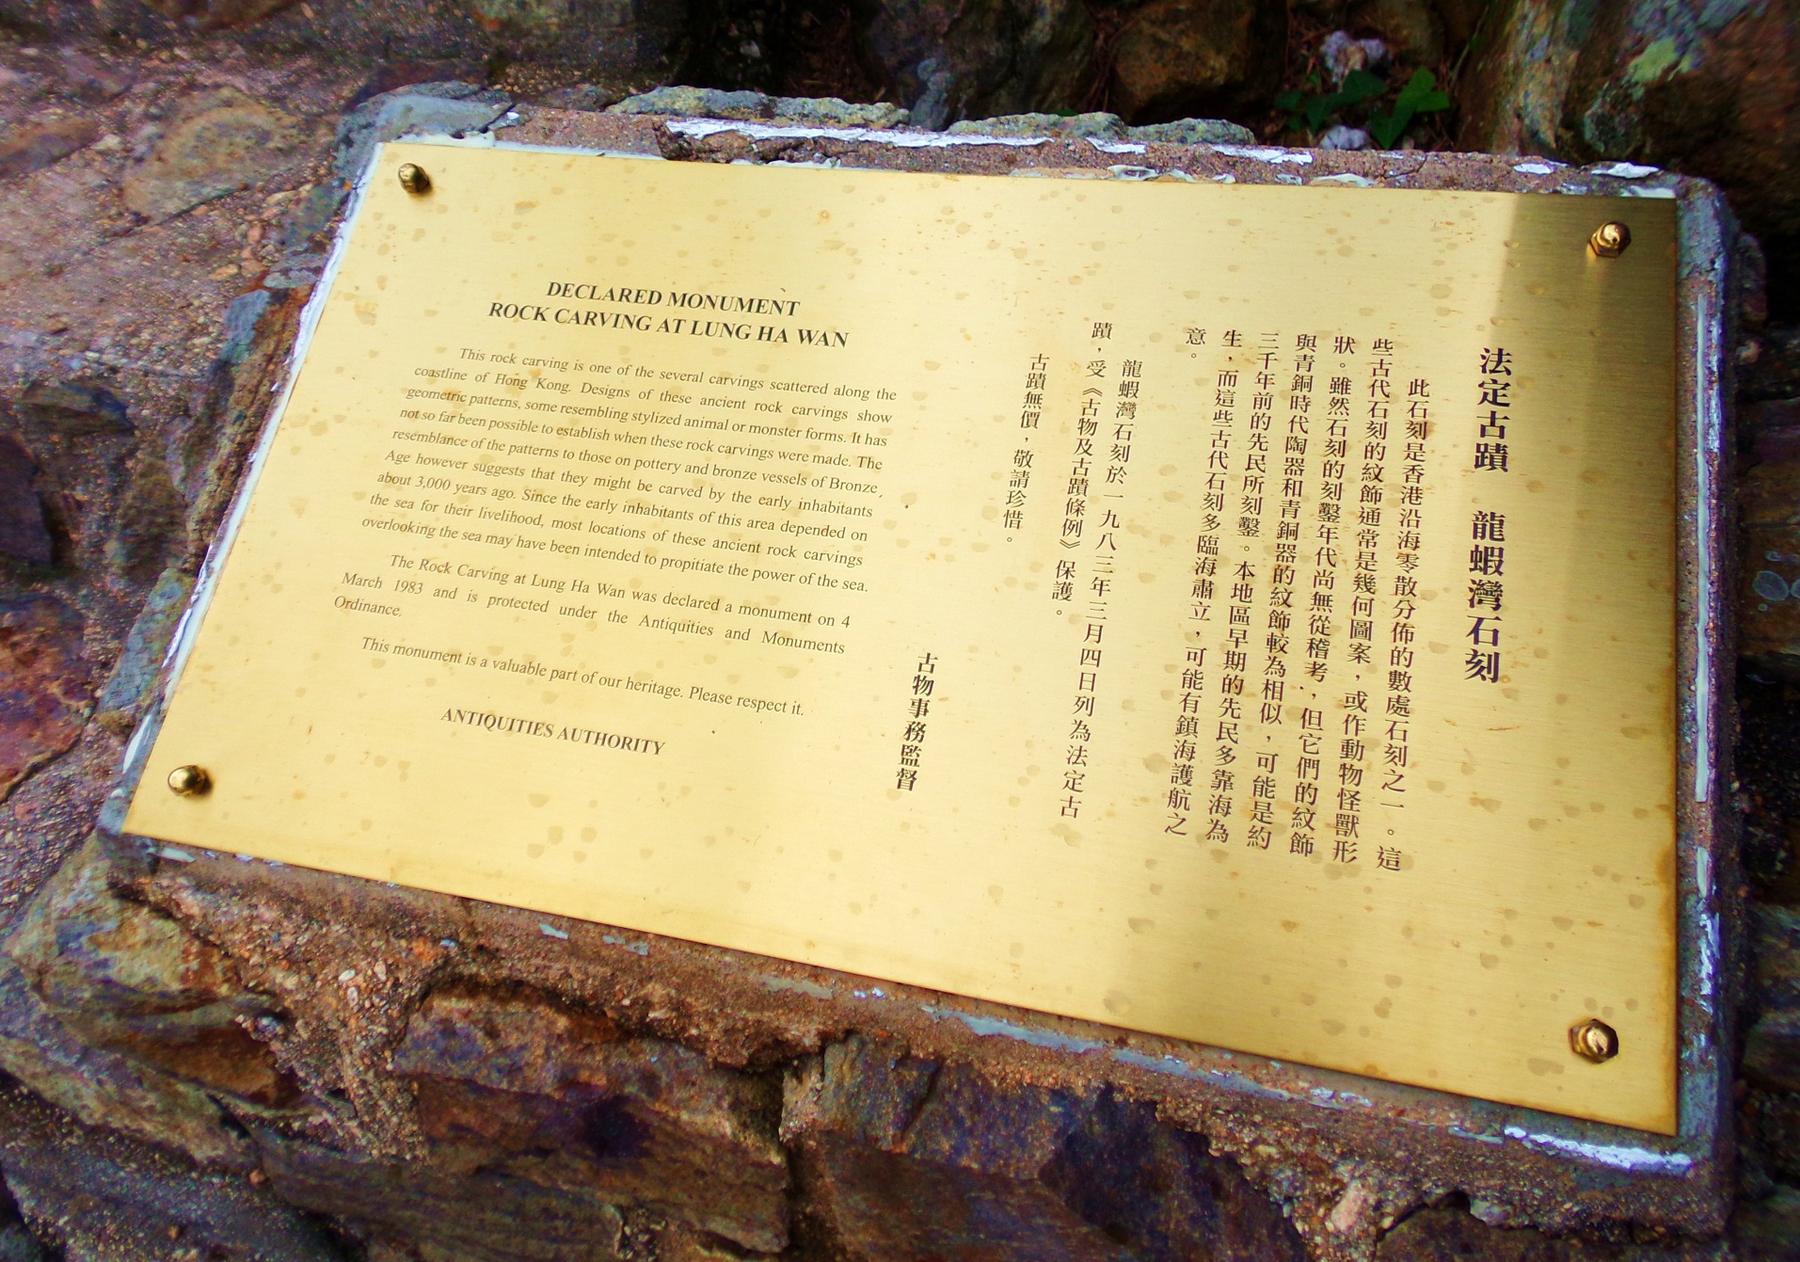 DECLARED MONUMENT
ROCK CARVING AT LUNG HA WAN
This rock carving is one of the several carvings scattered along the
coastline of Hong Kong. Designs of these ancient rock carvings show
geometric patterns, some resembling stylized animal or monster forms. It has
not so far been possible to establish when these rock carvings were made. The
resemblance of the patterns to those on pottery and bronze vessels of Bronze
Age however suggests that they might be carved by the early inhabitants
about 3,000 years ago. Since the early inhabitants of this area depended on
the sea for their livelihood, most locations of these ancient rock carvings
overlooking the sea may have been intended to propitiate the power of the sea.
The Rock Carving at Lung Ha Wan was declared a monument on 4
March 1983 and is protected under the Antiquities and Monuments
Ordinance.
This monument is a valuable part of our heritage. Please respect it.
ANTIQUITIES AUTHORITY
法定古蹟 龍蝦灣石刻
此石刻是香港沿海零散分佈的數處石刻之一。這
些古代石刻的紋飾通常是幾何圖案，或作動物怪獸形
狀。雖然石刻的刻鑿年代尚無從稽考，但它們的紋飾
與青銅時代陶器和青銅器的紋飾較為相似，可能是約
三千年前的先民所刻鑿。本地區早期的先民多靠海為
生，而這些古代石刻多臨海肅立，可能有鎮海護航之
意。
龍蝦灣石刻於一九八三年三月四日列為法定古
蹟，受《古物及古蹟條例》保護。
古蹟無價，敬請珍惜。
古物事務監督